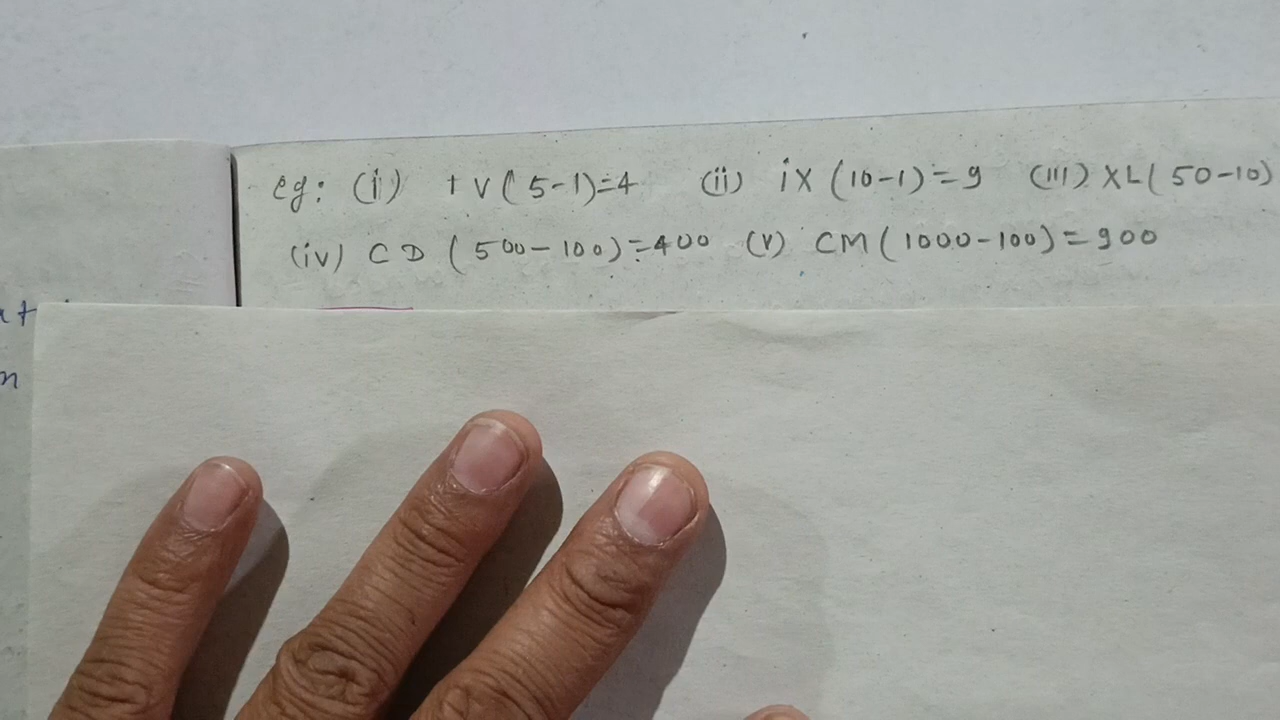 eg: (i) IV (5-1)=4 (ii) iX (10-1)=9 (III) XL (50-10)
(iv) CD (500-100)=400 (v) CM (1000-100)=900